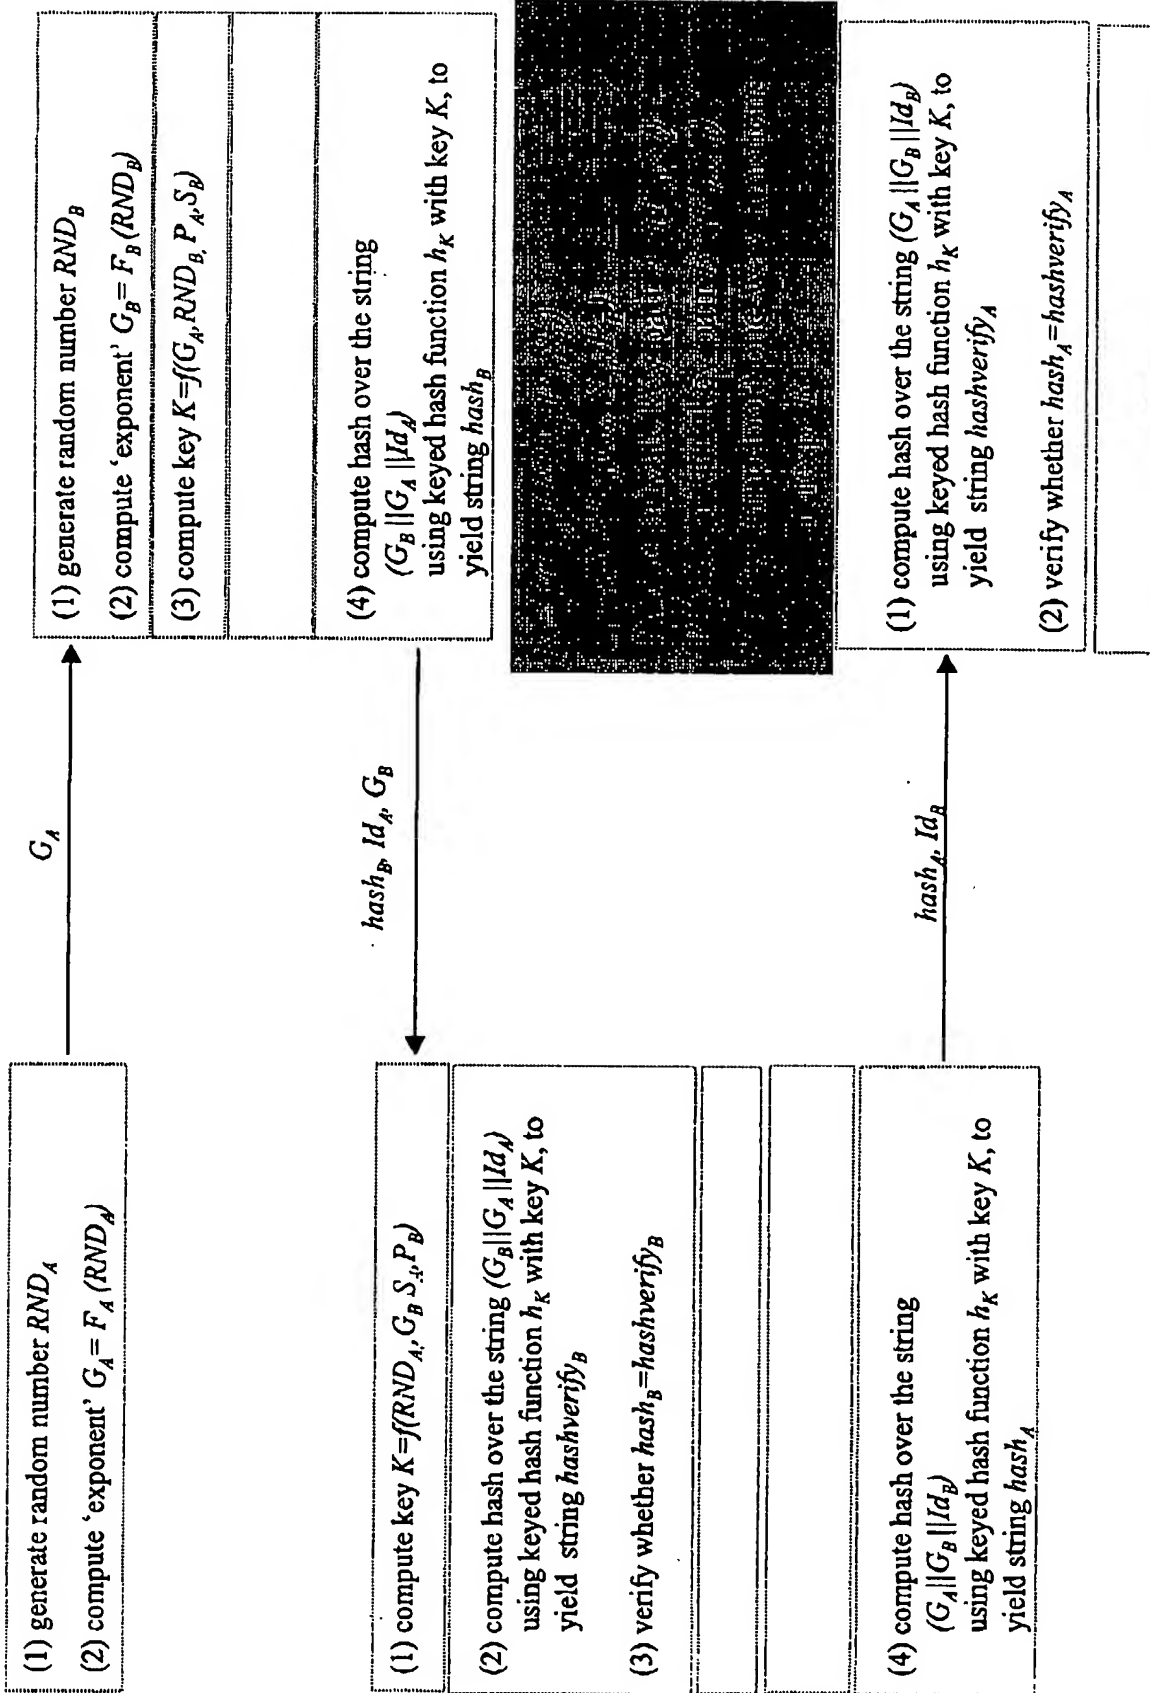 (1) generate random number RND_A
(2) compute ‘exponent’ G_A = F_A (RND_A)
G_A
(1) generate random number RND_B
(2) compute ‘exponent’ G_B = F_B (RND_B)
(3) compute key K=f(G_A, RND_B, P_A, S_B)
(4) compute hash over the string
(G_B||G_A||Id_A)
using keyed hash function h_K with key K, to
yield string hash_B
hash_B, Id_A, G_B
(1) compute key K=f(RND_A, G_B S_A, P_B)
(2) compute hash over the string (G_B||G_A||Id_A)
using keyed hash function h_K with key K, to
yield string hashverify_B
(3) verify whether hash_B=hashverify_B
(4) compute hash over the string
(G_A||G_B||Id_B)
using keyed hash function h_K with key K, to
yield string hash_A
hash_A, Id_B
(1) compute hash over the string (G_A||G_B||Id_B)
using keyed hash function h_K with key K, to
yield string hashverify_A
(2) verify whether hash_A=hashverify_A